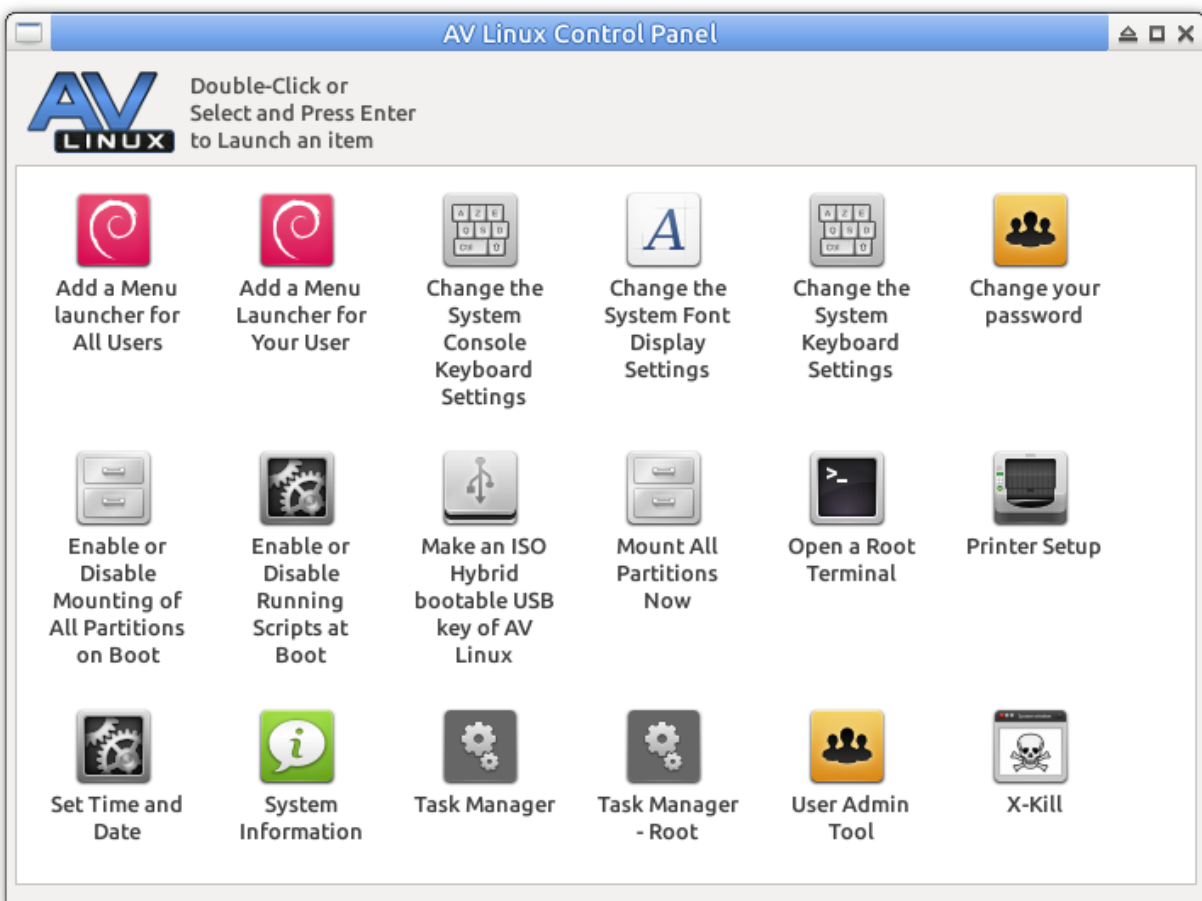 AV Linux Control Panel
AV
LINUX
Double-Click or
Select and Press Enter
to Launch an item
Add a Menu
launcher for
All Users
Add a Menu
Launcher for
Your User
Change the
System
Console
Keyboard
Settings
Change the
System Font
Display
Settings
Change the
System
Keyboard
Settings
Change your
password
Enable or
Disable
Mounting of
All Partitions
on Boot
Enable or
Disable
Running
Scripts at
Boot
Make an ISO
Hybrid
bootable USB
key of AV
Linux
Mount All
Partitions
Now
Open a Root
Terminal
Printer Setup
Set Time and
Date
System
Information
Task Manager
Task Manager
- Root
User Admin
Tool
X-Kill